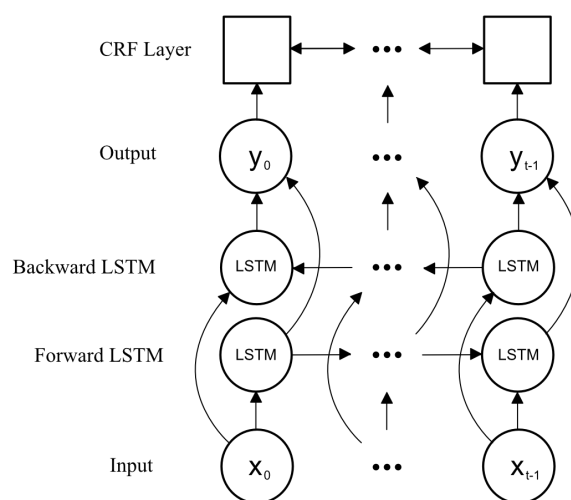 CRF Layer •••
Output y0 ••• yt-1
Backward LSTM LSTM ••• LSTM
Forward LSTM LSTM ••• LSTM
Input x0 ••• xt-1